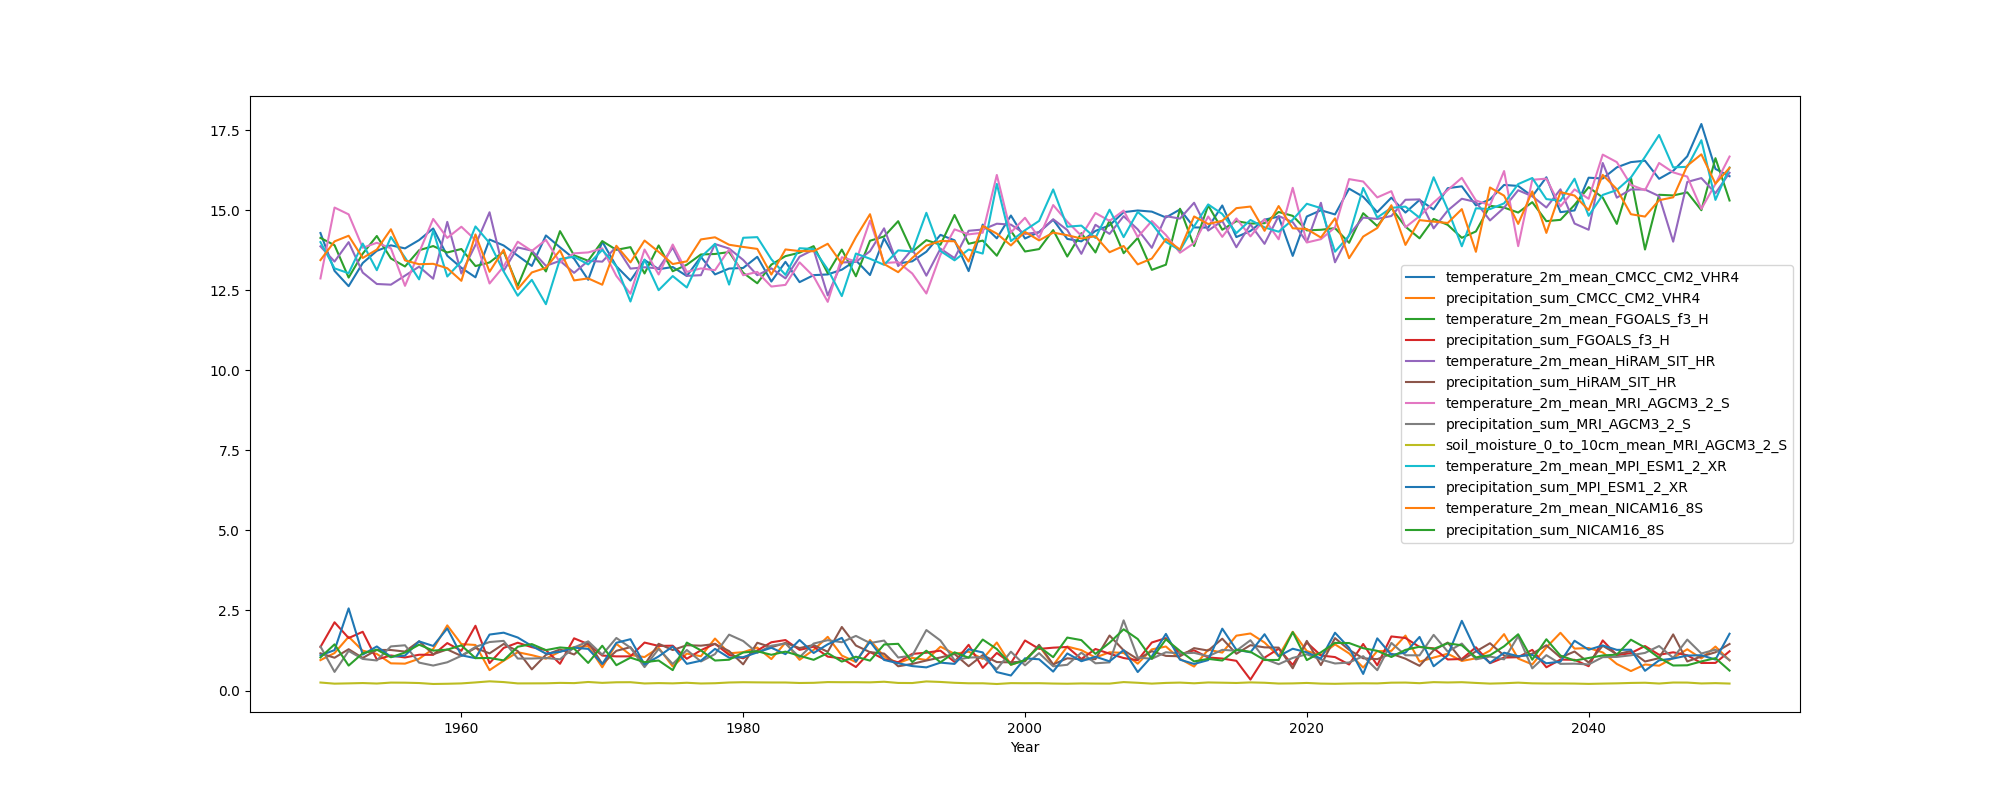 17.5
15.0
12.5
10.0
7.5
5.0
2.5
0.0
temperature_2m_mean_CMCC_CM2_VHR4
precipitation_sum_CMCC_CM2_VHR4
temperature_2m_mean_FGOALS_f3_H
precipitation_sum_FGOALS_f3_H
temperature_2m_mean_HiRAM_SIT_HR
precipitation_sum_HiRAM_SIT_HR
temperature_2m_mean_MRI_AGCM3_2_S
precipitation_sum_MRI_AGCM3_2_S
soil_moisture_0_to_10cm_mean_MRI_AGCM3_2_S
temperature_2m_mean_MPI_ESM1_2_XR
precipitation_sum_MPI_ESM1_2_XR
temperature_2m_mean_NICAM16_8S
precipitation_sum_NICAM16_8S
1960 1980 2000 2020 2040
Year